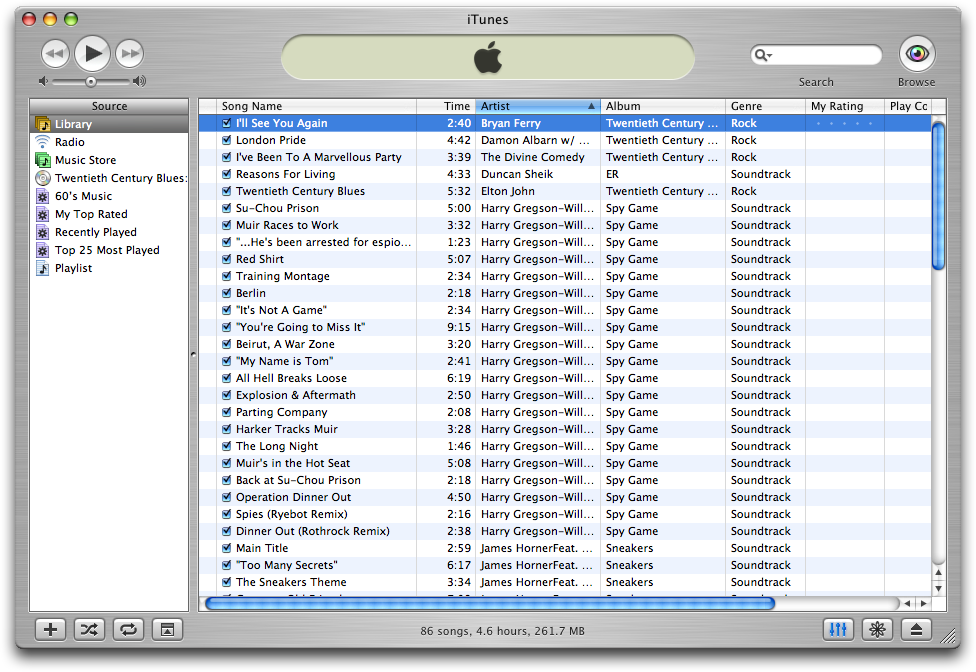 iTunes
Search
Browse
Source
Library
Radio
Music Store
Twentieth Century Blues:
60's Music
My Top Rated
Recently Played
Top 25 Most Played
Playlist
Song Name Time Artist Album Genre My Rating Play Co
I'll See You Again 2:40 Bryan Ferry Twentieth Century ... Rock
London Pride 4:42 Damon Albarn w/ ... Twentieth Century ... Rock
I've Been To A Marvellous Party 3:39 The Divine Comedy Twentieth Century ... Rock
Reasons For Living 4:33 Duncan Sheik ER Soundtrack
Twentieth Century Blues 5:32 Elton John Twentieth Century ... Rock
Su-Chou Prison 5:00 Harry Gregson-Will... Spy Game Soundtrack
Muir Races to Work 3:32 Harry Gregson-Will... Spy Game Soundtrack
"...He's been arrested for espio... 1:23 Harry Gregson-Will... Spy Game Soundtrack
Red Shirt 5:07 Harry Gregson-Will... Spy Game Soundtrack
Training Montage 2:34 Harry Gregson-Will... Spy Game Soundtrack
Berlin 2:18 Harry Gregson-Will... Spy Game Soundtrack
"It's Not A Game" 2:34 Harry Gregson-Will... Spy Game Soundtrack
"You're Going to Miss It" 9:15 Harry Gregson-Will... Spy Game Soundtrack
Beirut, A War Zone 3:20 Harry Gregson-Will... Spy Game Soundtrack
"My Name is Tom" 2:41 Harry Gregson-Will... Spy Game Soundtrack
All Hell Breaks Loose 6:19 Harry Gregson-Will... Spy Game Soundtrack
Explosion & Aftermath 2:50 Harry Gregson-Will... Spy Game Soundtrack
Parting Company 2:08 Harry Gregson-Will... Spy Game Soundtrack
Harker Tracks Muir 3:28 Harry Gregson-Will... Spy Game Soundtrack
The Long Night 1:46 Harry Gregson-Will... Spy Game Soundtrack
Muir's in the Hot Seat 5:08 Harry Gregson-Will... Spy Game Soundtrack
Back at Su-Chou Prison 2:18 Harry Gregson-Will... Spy Game Soundtrack
Operation Dinner Out 4:50 Harry Gregson-Will... Spy Game Soundtrack
Spies (Ryebot Remix) 2:16 Harry Gregson-Will... Spy Game Soundtrack
Dinner Out (Rothrock Remix) 2:38 Harry Gregson-Will... Spy Game Soundtrack
Main Title 2:59 James HornerFeat. ... Sneakers Soundtrack
"Too Many Secrets" 6:17 James HornerFeat. ... Sneakers Soundtrack
The Sneakers Theme 3:34 James HornerFeat. ... Sneakers Soundtrack
86 songs, 4.6 hours, 261.7 MB